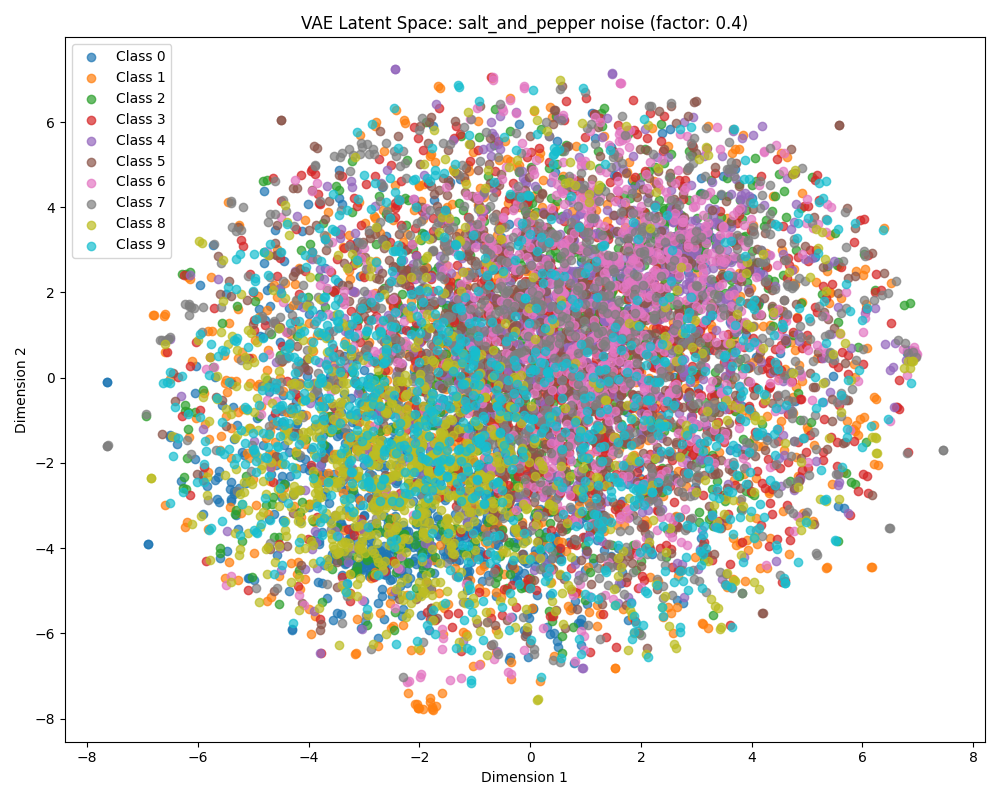 VAE Latent Space: salt_and_pepper noise (factor: 0.4)
Class 0
Class 1
Class 2
Class 3
Class 4
Class 5
Class 6
Class 7
Class 8
Class 9
6
4
2
0
−2
−4
−6
−8
Dimension 2
−8 −6 −4 −2 0 2 4 6 8
Dimension 1